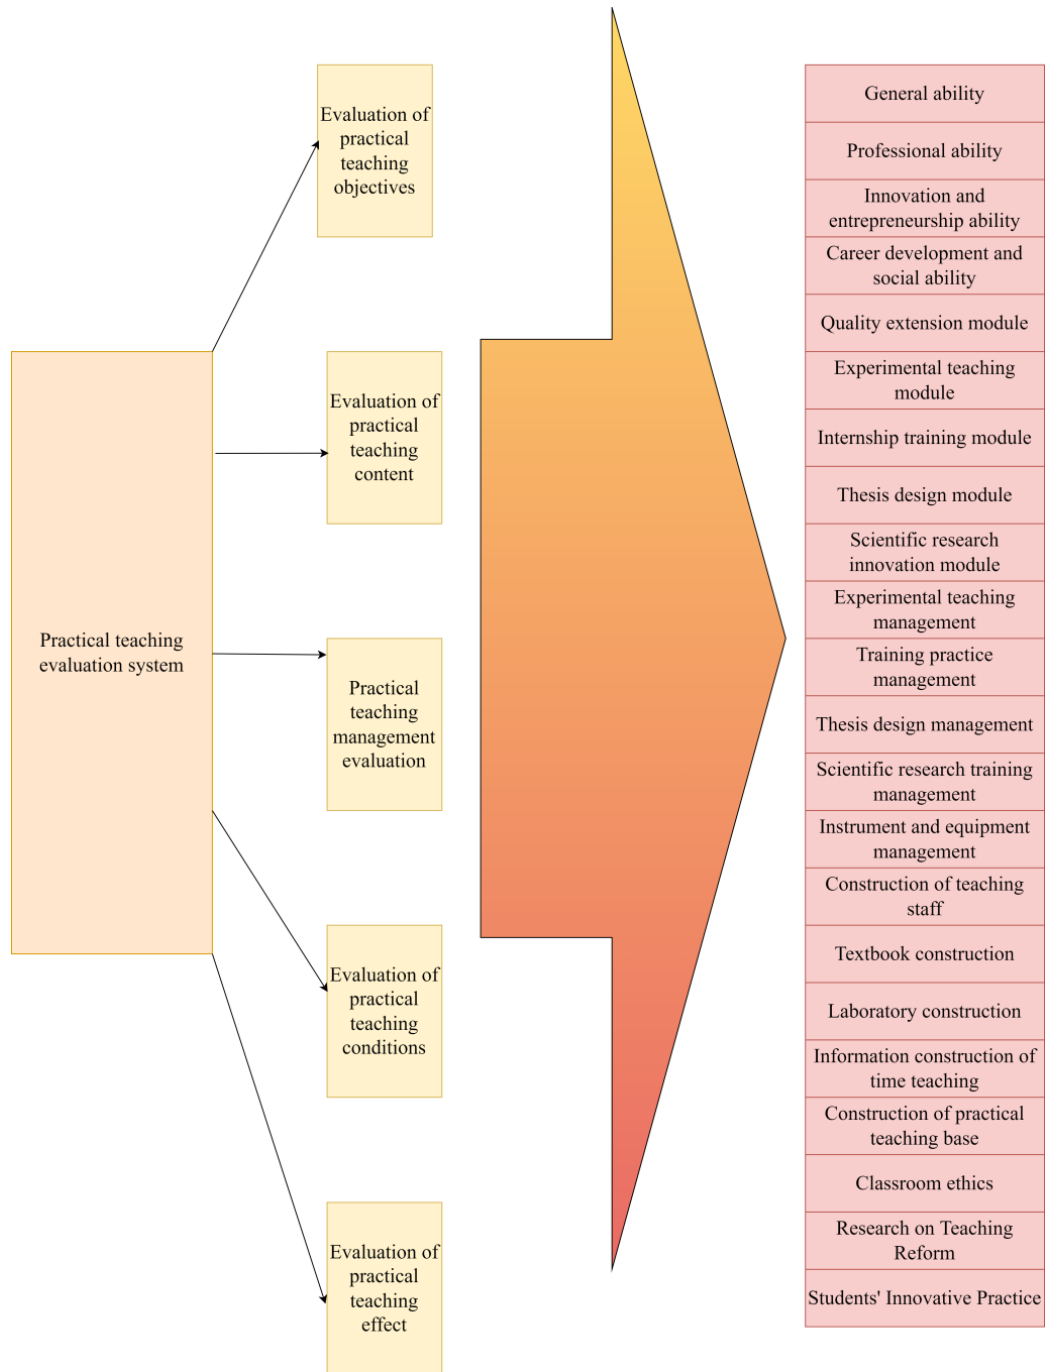 Practical teaching
evaluation system
Evaluation of
practical
teaching
objectives
Evaluation of
practical
teaching
content
Practical
teaching
management
evaluation
Evaluation of
practical
teaching
conditions
Evaluation of
practical
teaching
effect
General ability
Professional ability
Innovation and
entrepreneurship ability
Career development and
social ability
Quality extension module
Experimental teaching
module
Internship training module
Thesis design module
Scientific research
innovation module
Experimental teaching
management
Training practice
management
Thesis design management
Scientific research training
management
Instrument and equipment
management
Construction of teaching
staff
Textbook construction
Laboratory construction
Information construction of
time teaching
Construction of practical
teaching base
Classroom ethics
Research on Teaching
Reform
Students' Innovative Practice